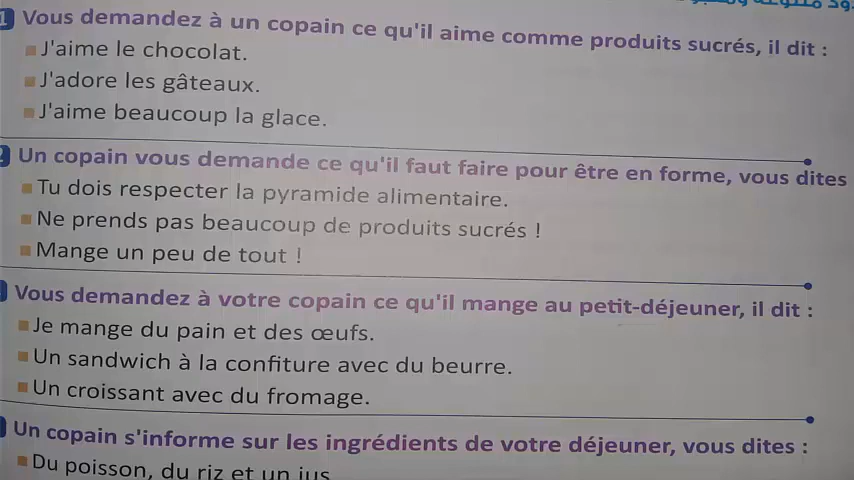 1 Vous demandez à un copain ce qu'il aime comme produits sucrés, il dit :
J'aime le chocolat.
J'adore les gâteaux.
J'aime beaucoup la glace.
2 Un copain vous demande ce qu'il faut faire pour être en forme, vous dites
Tu dois respecter la pyramide alimentaire.
Ne prends pas beaucoup de produits sucrés !
Mange un peu de tout !
Vous demandez à votre copain ce qu'il mange au petit-déjeuner, il dit :
Je mange du pain et des œufs.
Un sandwich à la confiture avec du beurre.
Un croissant avec du fromage.
Un copain s'informe sur les ingrédients de votre déjeuner, vous dites :
Du poisson, du riz et un jus